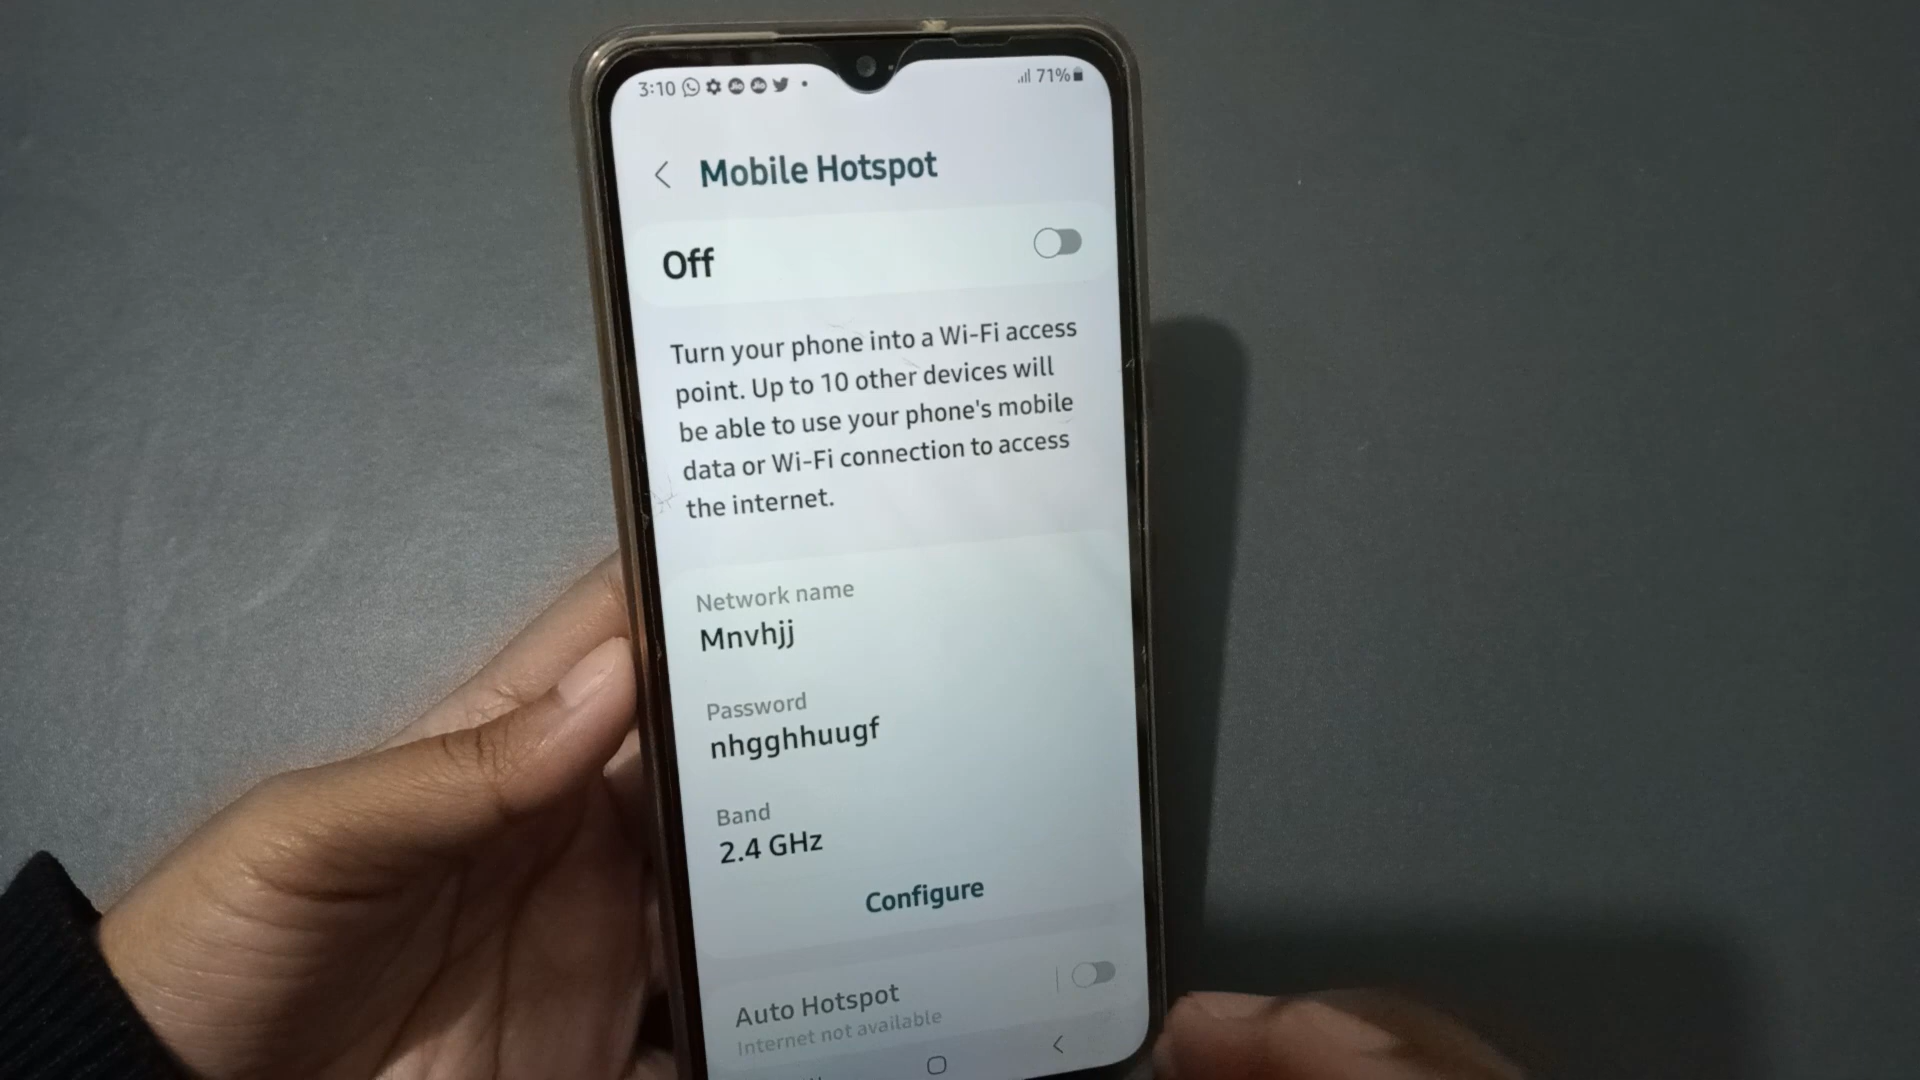 3:10 71%
Mobile Hotspot
Off
Turn your phone into a Wi-Fi access
point. Up to 10 other devices will
be able to use your phone's mobile
data or Wi-Fi connection to access
the internet.
Network name
Mnvhjj
Password
nhgghhuugf
Band
2.4 GHz
Configure
Auto Hotspot
Internet not available